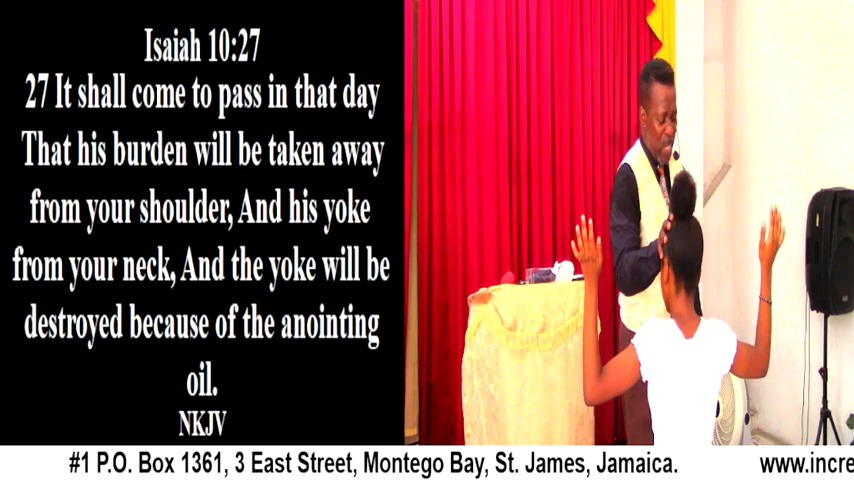 Isaiah 10:27
27 It shall come to pass in that day
That his burden will be taken away
from your shoulder, And his yoke
from your neck, And the yoke will be
destroyed because of the anointing
oil.
NKJV
#1 P.O. Box 1361, 3 East Street, Montego Bay, St. James, Jamaica. www.incre